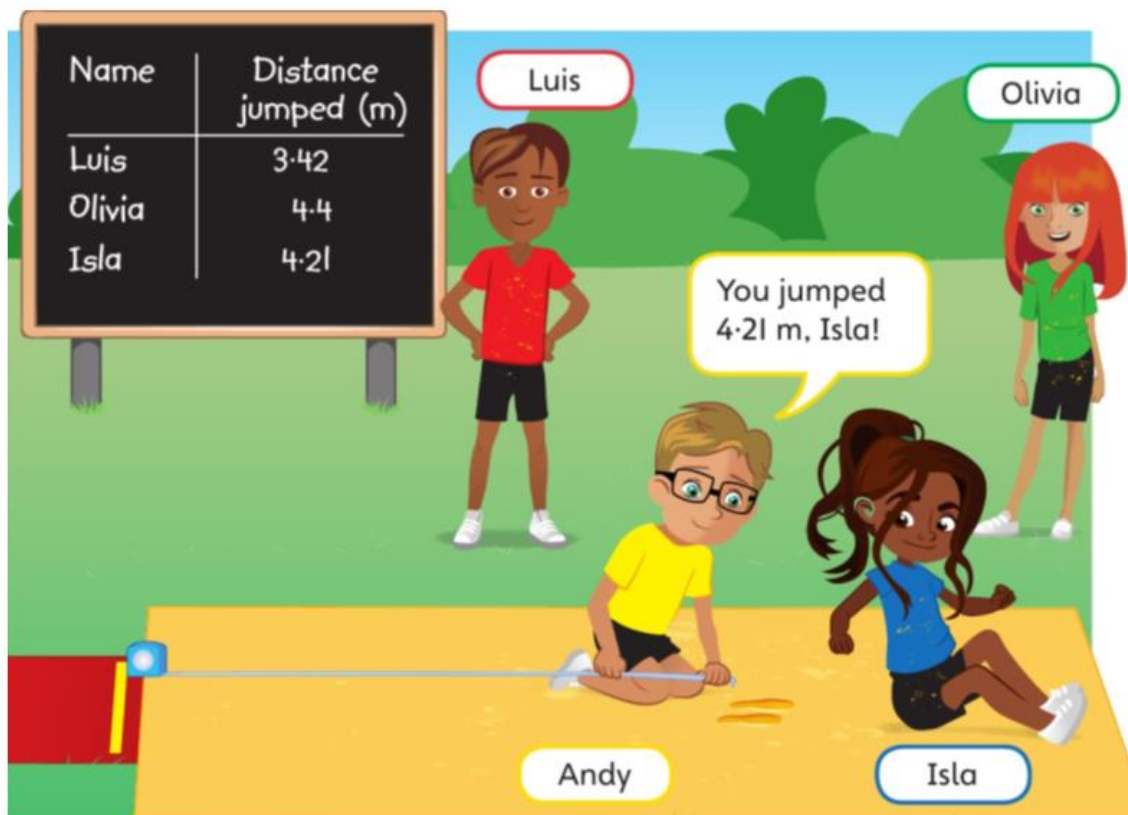 Name Distance
jumped (m)
Luis 3·42
Olivia 4·4
Isla 4·21
Luis
Olivia
You jumped
4·21 m, Isla!
Andy
Isla